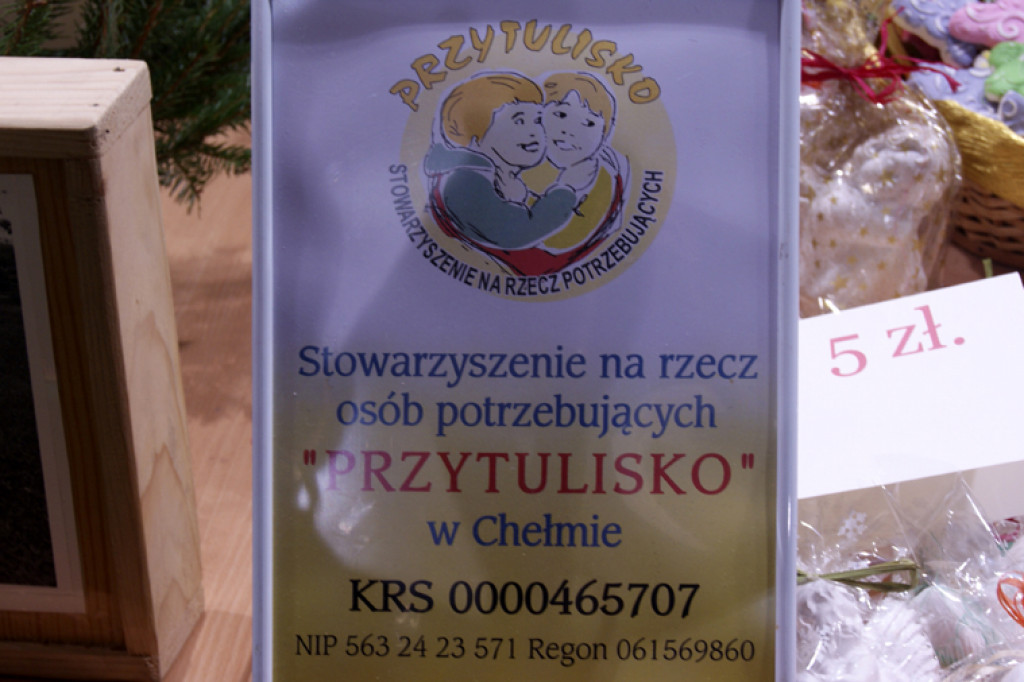 PRZYTULISKO
STOWARZYSZENIE NA RZECZ POTRZEBUJĄCYCH
Stowarzyszenie na rzecz
osób potrzebujących
"PRZYTULISKO"
w Chełmie
KRS 0000465707
NIP 563 24 23 571 Regon 061569860
5 zł.